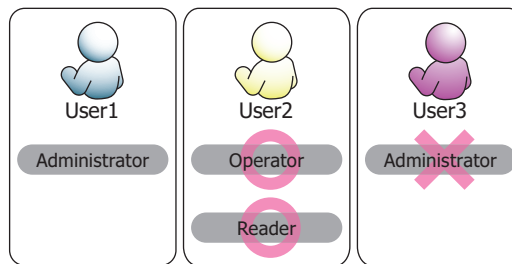 User1
User2
User3
Administrator
Operator
Administrator
Reader